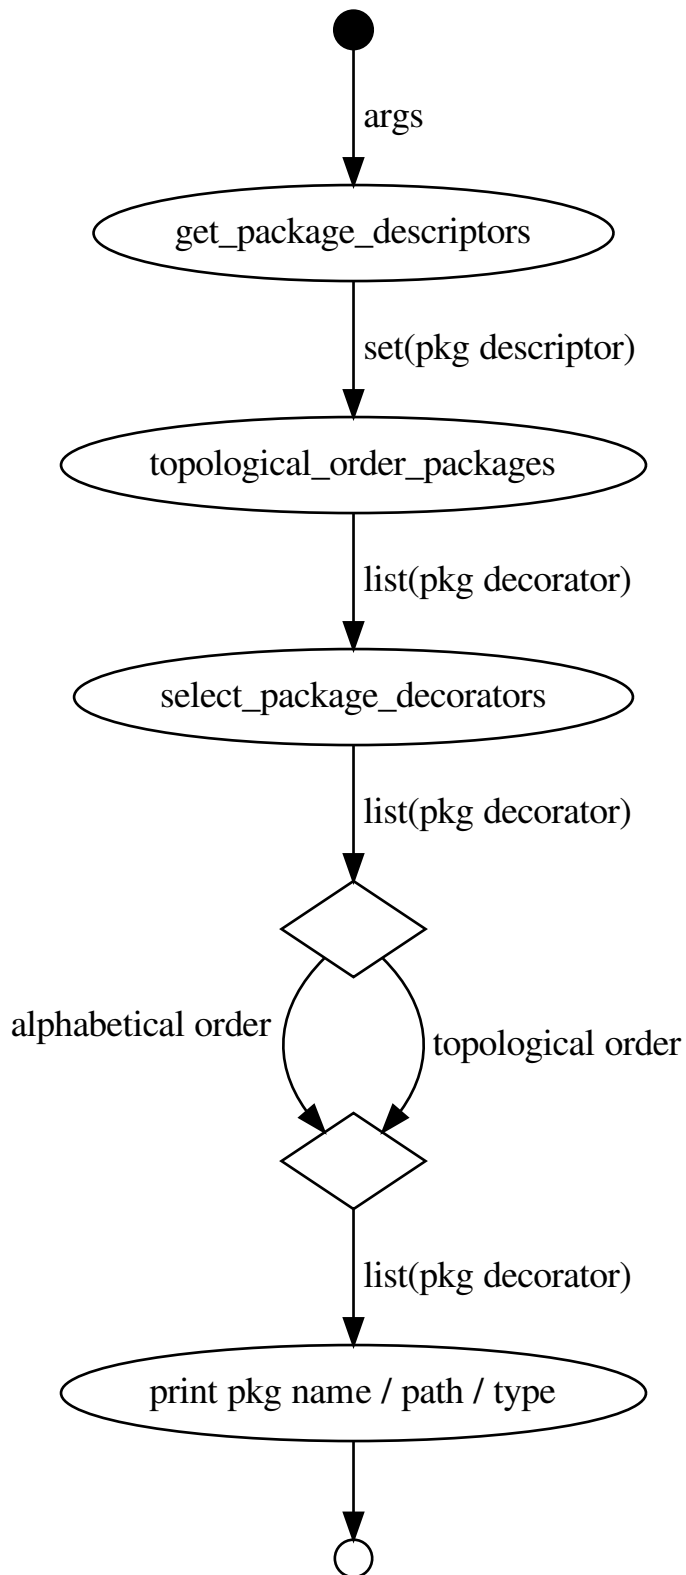 args
get_package_descriptors
set(pkg descriptor)
topological_order_packages
list(pkg decorator)
select_package_decorators
list(pkg decorator)
alphabetical order
topological order
list(pkg decorator)
print pkg name / path / type